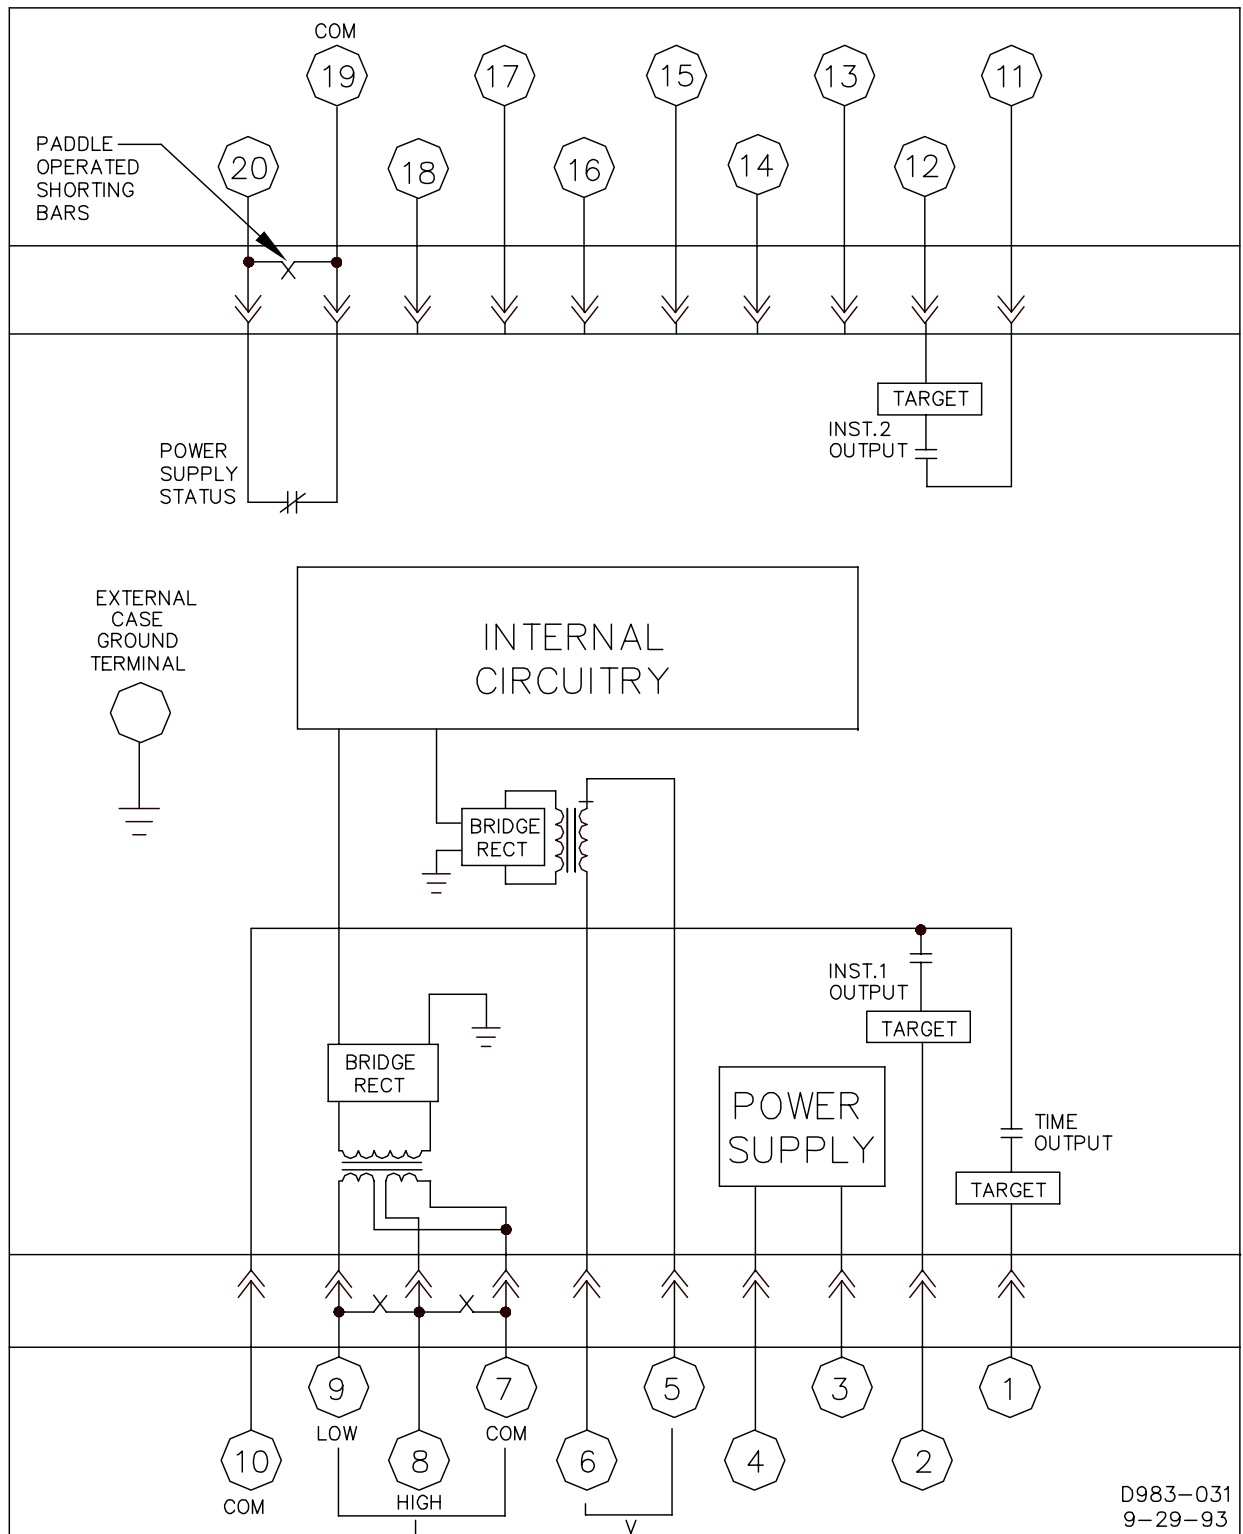 COM
19
17
15
13
11
PADDLE
OPERATED
SHORTING
BARS
20
18
16
14
12
TARGET
INST.2
OUTPUT
POWER
SUPPLY
STATUS
INTERNAL
CIRCUITRY
EXTERNAL
CASE
GROUND
TERMINAL
BRIDGE
RECT
INST.1
OUTPUT
TARGET
BRIDGE
RECT
POWER
SUPPLY
TIME
OUTPUT
TARGET
9
7
5
3
1
LOW
COM
10
8
6
4
2
COM
HIGH
I
V
D983-031
9-29-93